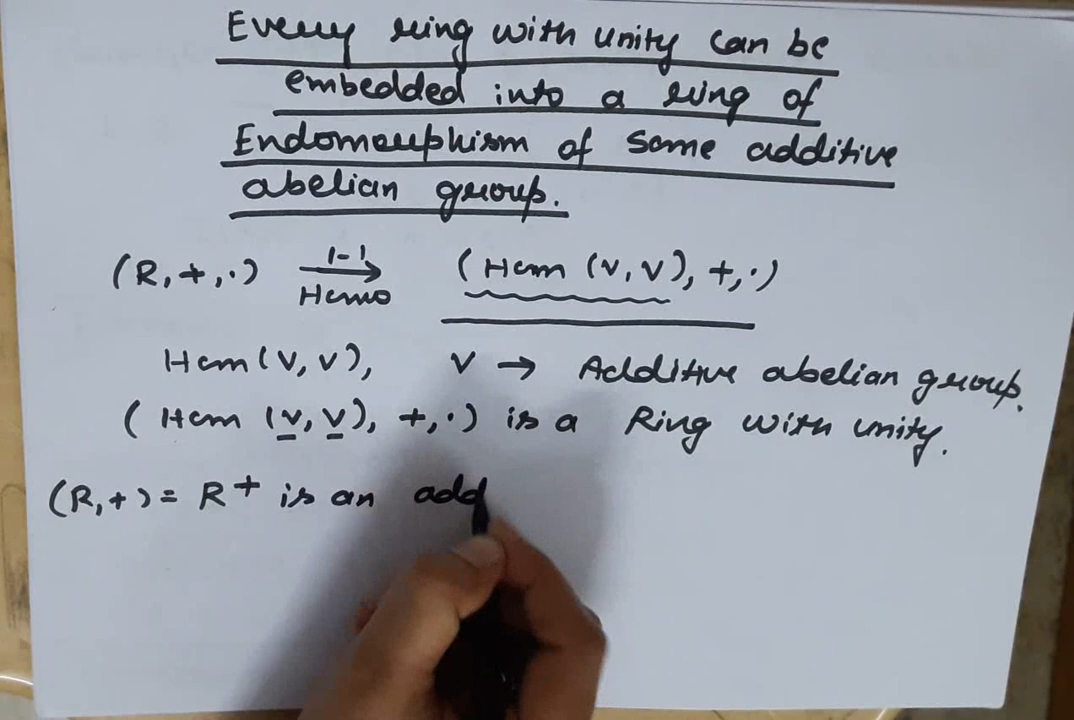 Every ring with unity can be
embedded into a ring of
Endomorphism of some additive
abelian group.
(R, +, ·) 1-1 → Homo (Hom (V, V), +, ·)
Hom (V, V), V → Additive abelian group.
(Hom (V, V), +, ·) is a Ring with unity.
(R, +) = R⁺ is an add